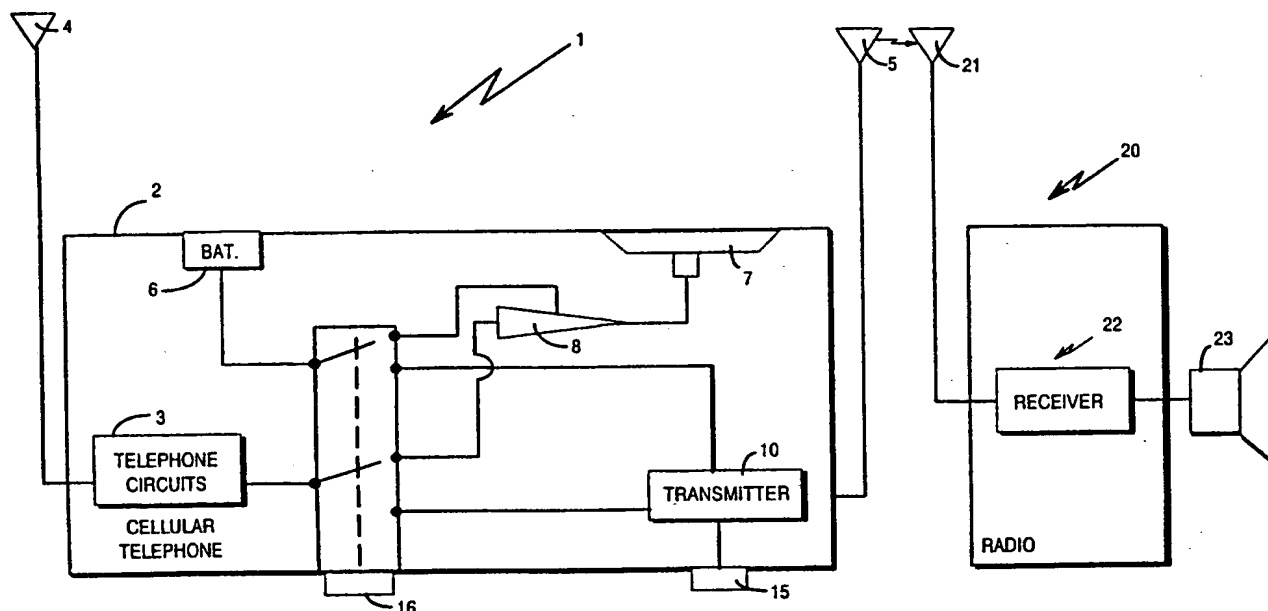 4
1
5
21
20
2
BAT.
6
7
8
22
23
RECEIVER
3
TELEPHONE
CIRCUITS
10
TRANSMITTER
CELLULAR
TELEPHONE
RADIO
15
16